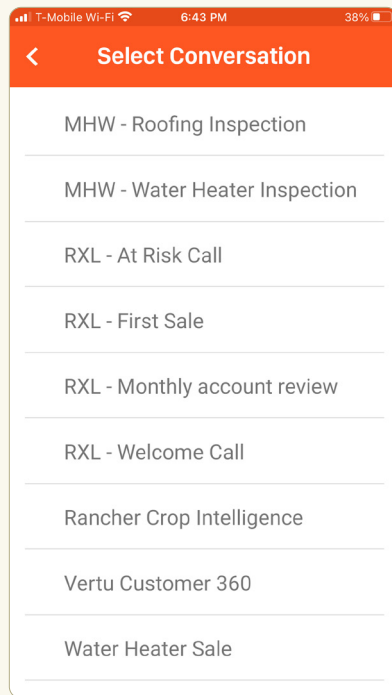 T-Mobile Wi-Fi 6:43 PM 38%
Select Conversation
MHW - Roofing Inspection
MHW - Water Heater Inspection
RXL - At Risk Call
RXL - First Sale
RXL - Monthly account review
RXL - Welcome Call
Rancher Crop Intelligence
Vertu Customer 360
Water Heater Sale